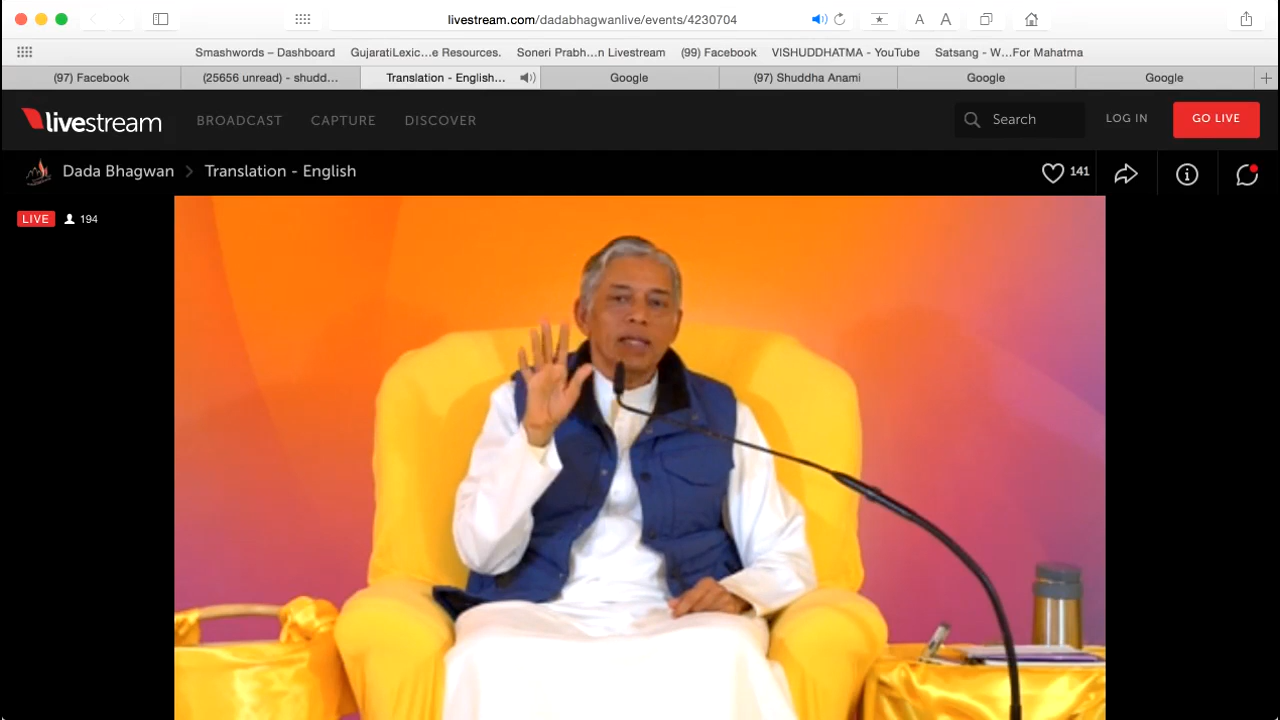 livestream.com/dadabhagwanlive/events/4230704
A A
Smashwords – Dashboard GujaratiLexic...e Resources. Soneri Prabh...n Livestream (99) Facebook VISHUDDHATMA - YouTube Satsang - W...For Mahatma
(97) Facebook (25656 unread) - shudd... Translation - English... Google (97) Shuddha Anami Google Google
livestream BROADCAST CAPTURE DISCOVER Search LOG IN GO LIVE
Dada Bhagwan Translation - English 141
LIVE 194